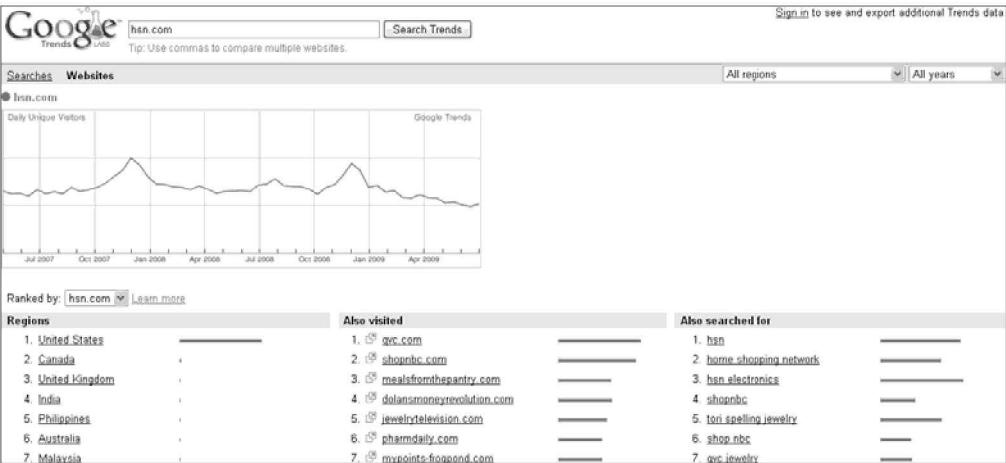 Sign in to see and export additional Trends data
Google
Trends LABS
hsn.com
Search Trends
Tip: Use commas to compare multiple websites.
Searches Websites
All regions
All years
hsn.com
Daily Unique Visitors
Google Trends
Jul 2007 Oct 2007 Jan 2008 Apr 2008 Jul 2008 Oct 2008 Jan 2009 Apr 2009
Ranked by: hsn.com Learn more
Regions
1. United States
2. Canada
3. United Kingdom
4. India
5. Philippines
6. Australia
7. Malaysia
Also visited
1. qvc.com
2. shopnbc.com
3. mealsfromthepantry.com
4. dolansmoneyrevolution.com
5. jewelrytelevision.com
6. pharmdaily.com
7. mypoints-frogpond.com
Also searched for
1. hsn
2. home shopping network
3. hsn electronics
4. shopnbc
5. tori spelling jewelry
6. shop nbc
7. qvc jewelry